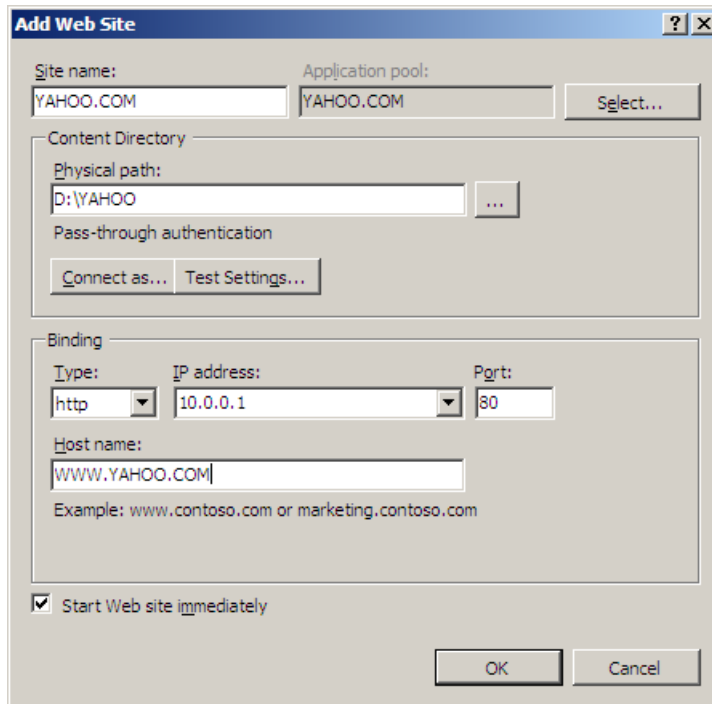 Add Web Site
Site name: Application pool:
YAHOO.COM YAHOO.COM Select...
Content Directory
Physical path:
D:\YAHOO ...
Pass-through authentication
Connect as... Test Settings...
Binding
Type: IP address: Port:
http 10.0.0.1 80
Host name:
WWW.YAHOO.COM
Example: www.contoso.com or marketing.contoso.com
Start Web site immediately
OK Cancel